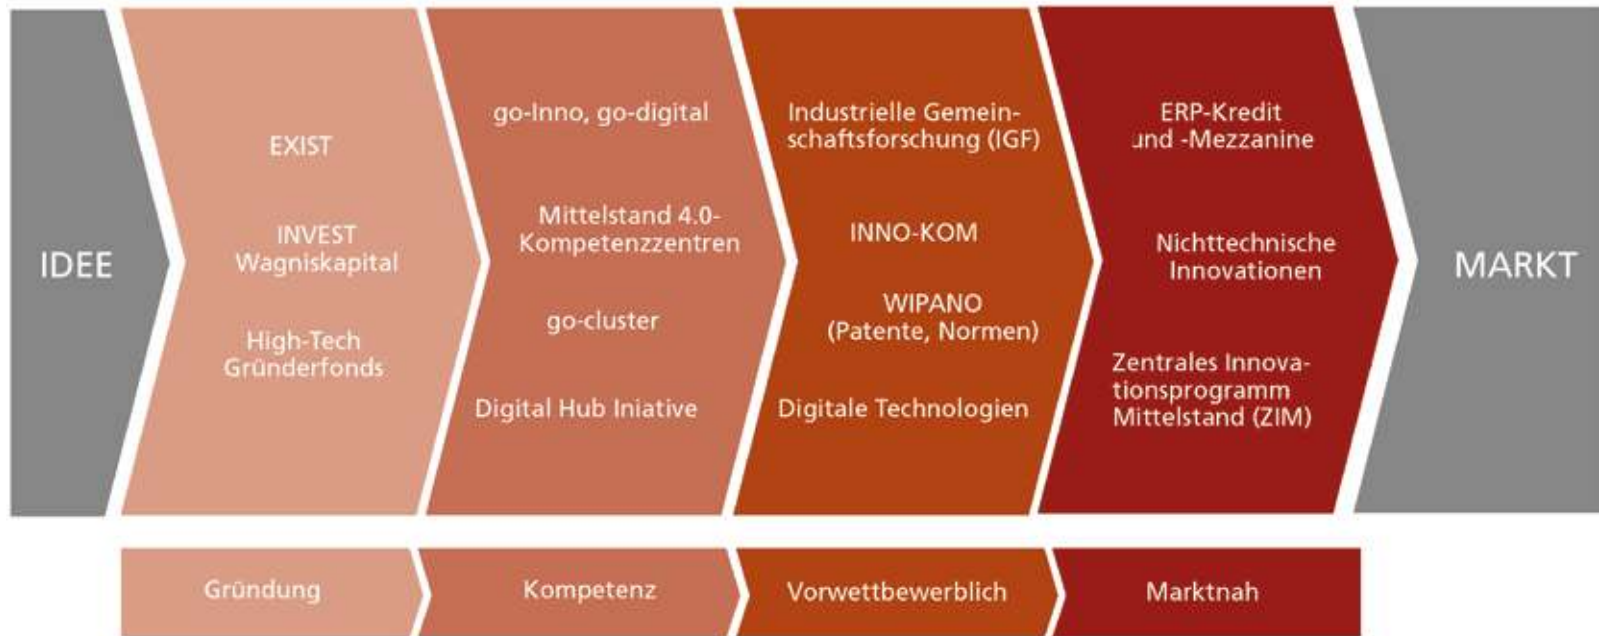 IDEE
EXIST
INVEST
Wagniskapital
High-Tech
Gründerfonds
go-Inno, go-digital
Mittelstand 4.0-
Kompetenzzentren
go-cluster
Digital Hub Iniative
Industrielle Gemein-
schaftsforschung (IGF)
INNO-KOM
WIPANO
(Patente, Normen)
Digitale Technologien
ERP-Kredit
und -Mezzanine
Nichttechnische
Innovationen
Zentrales Innova-
tionsprogramm
Mittelstand (ZIM)
MARKT
Gründung
Kompetenz
Vorwettbewerblich
Marktnah